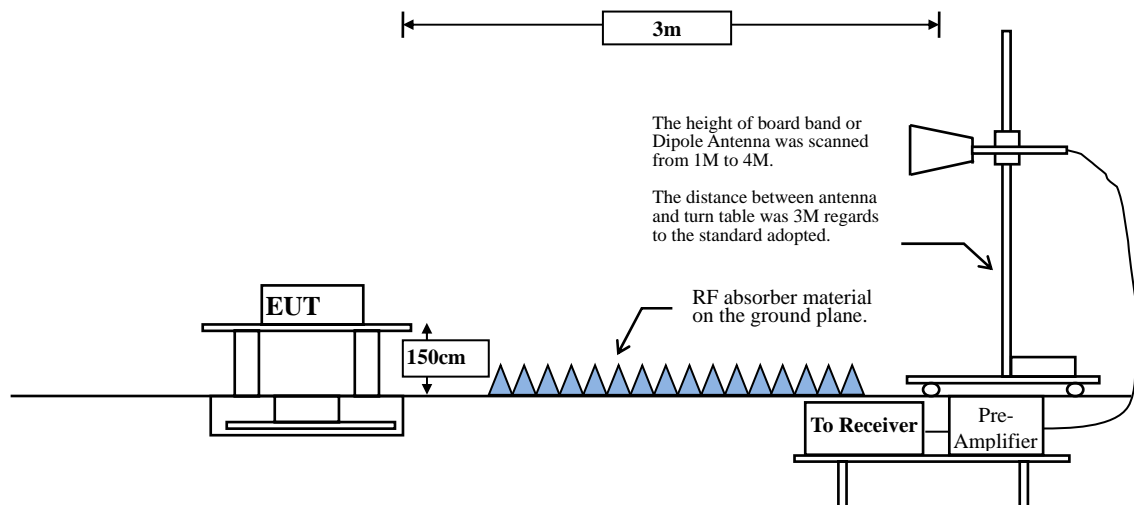 3m
The height of board band or
Dipole Antenna was scanned
from 1M to 4M.
The distance between antenna
and turn table was 3M regards
to the standard adopted.
EUT
RF absorber material
on the ground plane.
150cm
To Receiver
Pre-
Amplifier